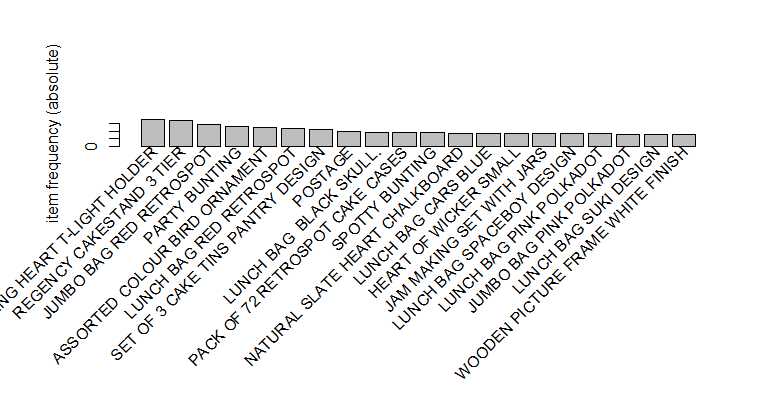 item frequency (absolute)
0
HEART T-LIGHT HOLDER
REGENCY CAKESTAND 3 TIER
JUMBO BAG RED RETROSPOT
PARTY BUNTING
ASSORTED COLOUR BIRD ORNAMENT
LUNCH BAG RED RETROSPOT
SET OF 3 CAKE TINS PANTRY DESIGN
POSTAGE
LUNCH BAG  BLACK SKULL.
PACK OF 72 RETROSPOT CAKE CASES
SPOTTY BUNTING
NATURAL SLATE HEART CHALKBOARD
LUNCH BAG CARS BLUE
HEART OF WICKER SMALL
JAM MAKING SET WITH JARS
LUNCH BAG SPACEBOY DESIGN
LUNCH BAG PINK POLKADOT
JUMBO BAG PINK POLKADOT
LUNCH BAG SUKI DESIGN
WOODEN PICTURE FRAME WHITE FINISH